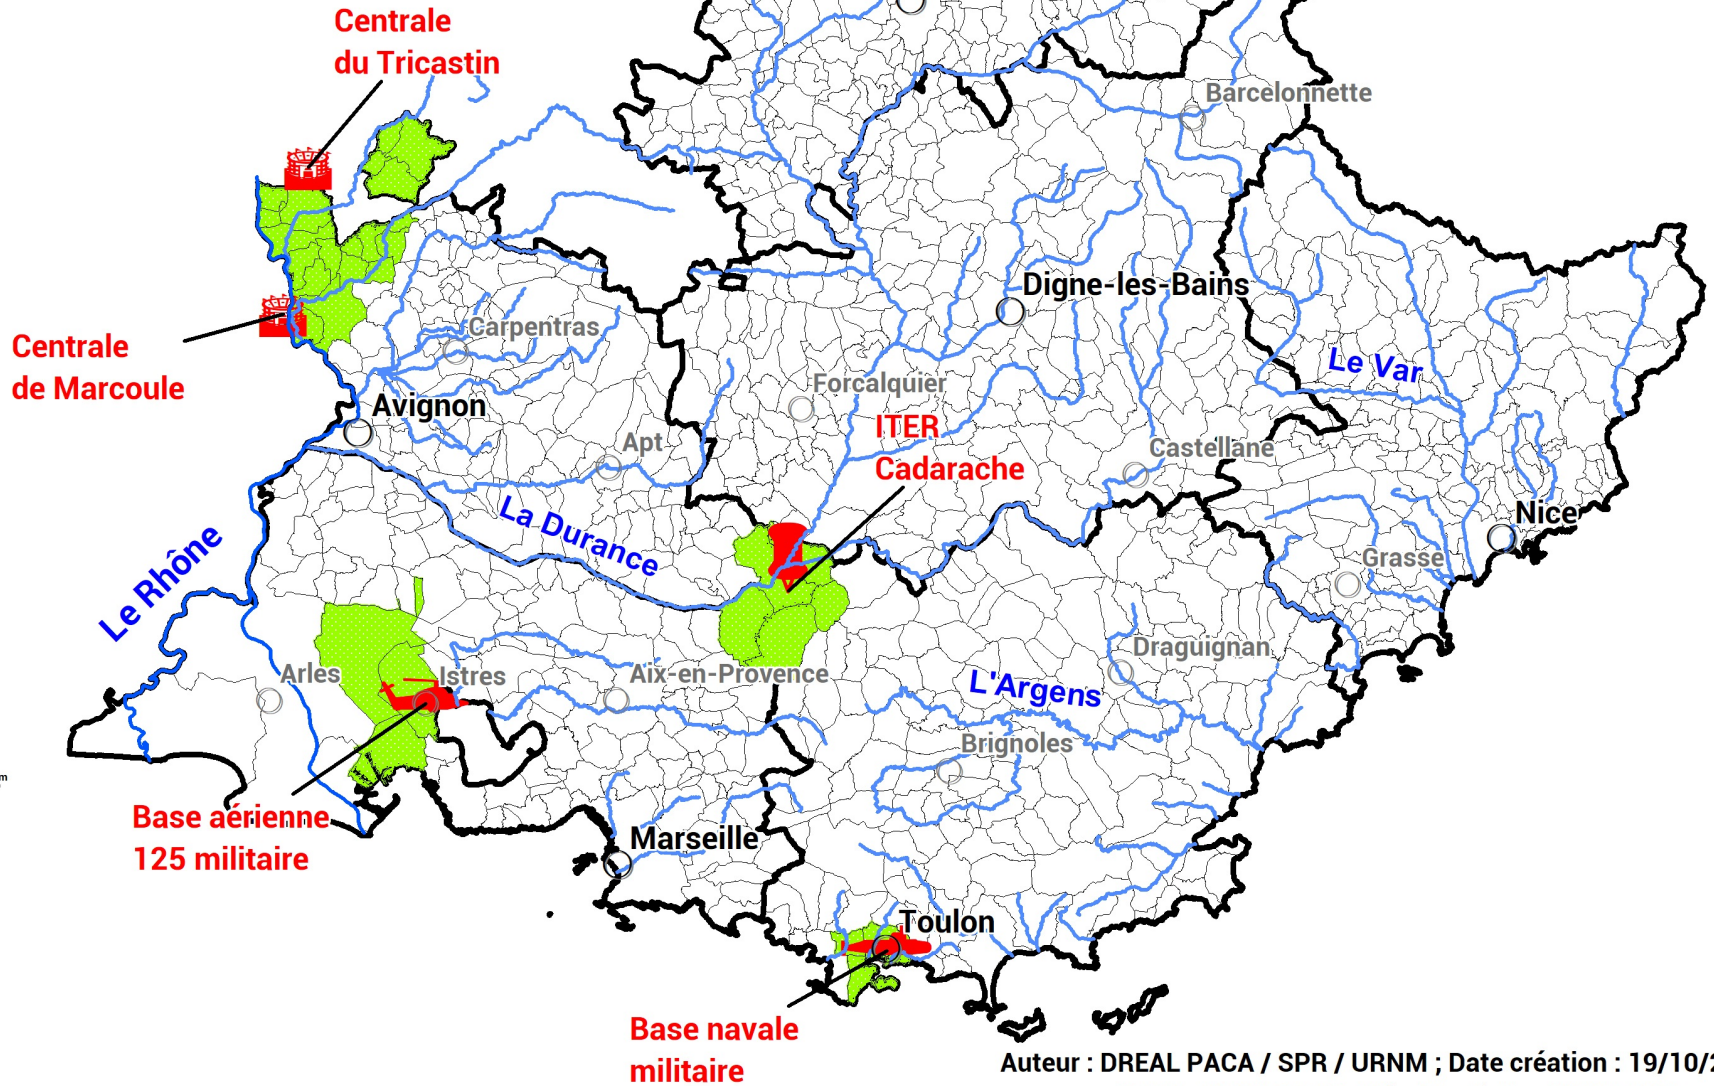 Centrale
du Tricastin
Barcelonnette
Digne-les-Bains
Carpentras
Centrale
de Marcoule
Le Var
Forcalquier
Avignon
ITER
Cadarache
Apt
Castellane
La Durance
Nice
Le Rhône
Grasse
Draguignan
Arles
Istres
Aix-en-Provence
L'Argens
Brignoles
m
Base aérienne
125 militaire
Marseille
Toulon
Base navale
militaire
Auteur : DREAL PACA / SPR / URNM ; Date création : 19/10/2